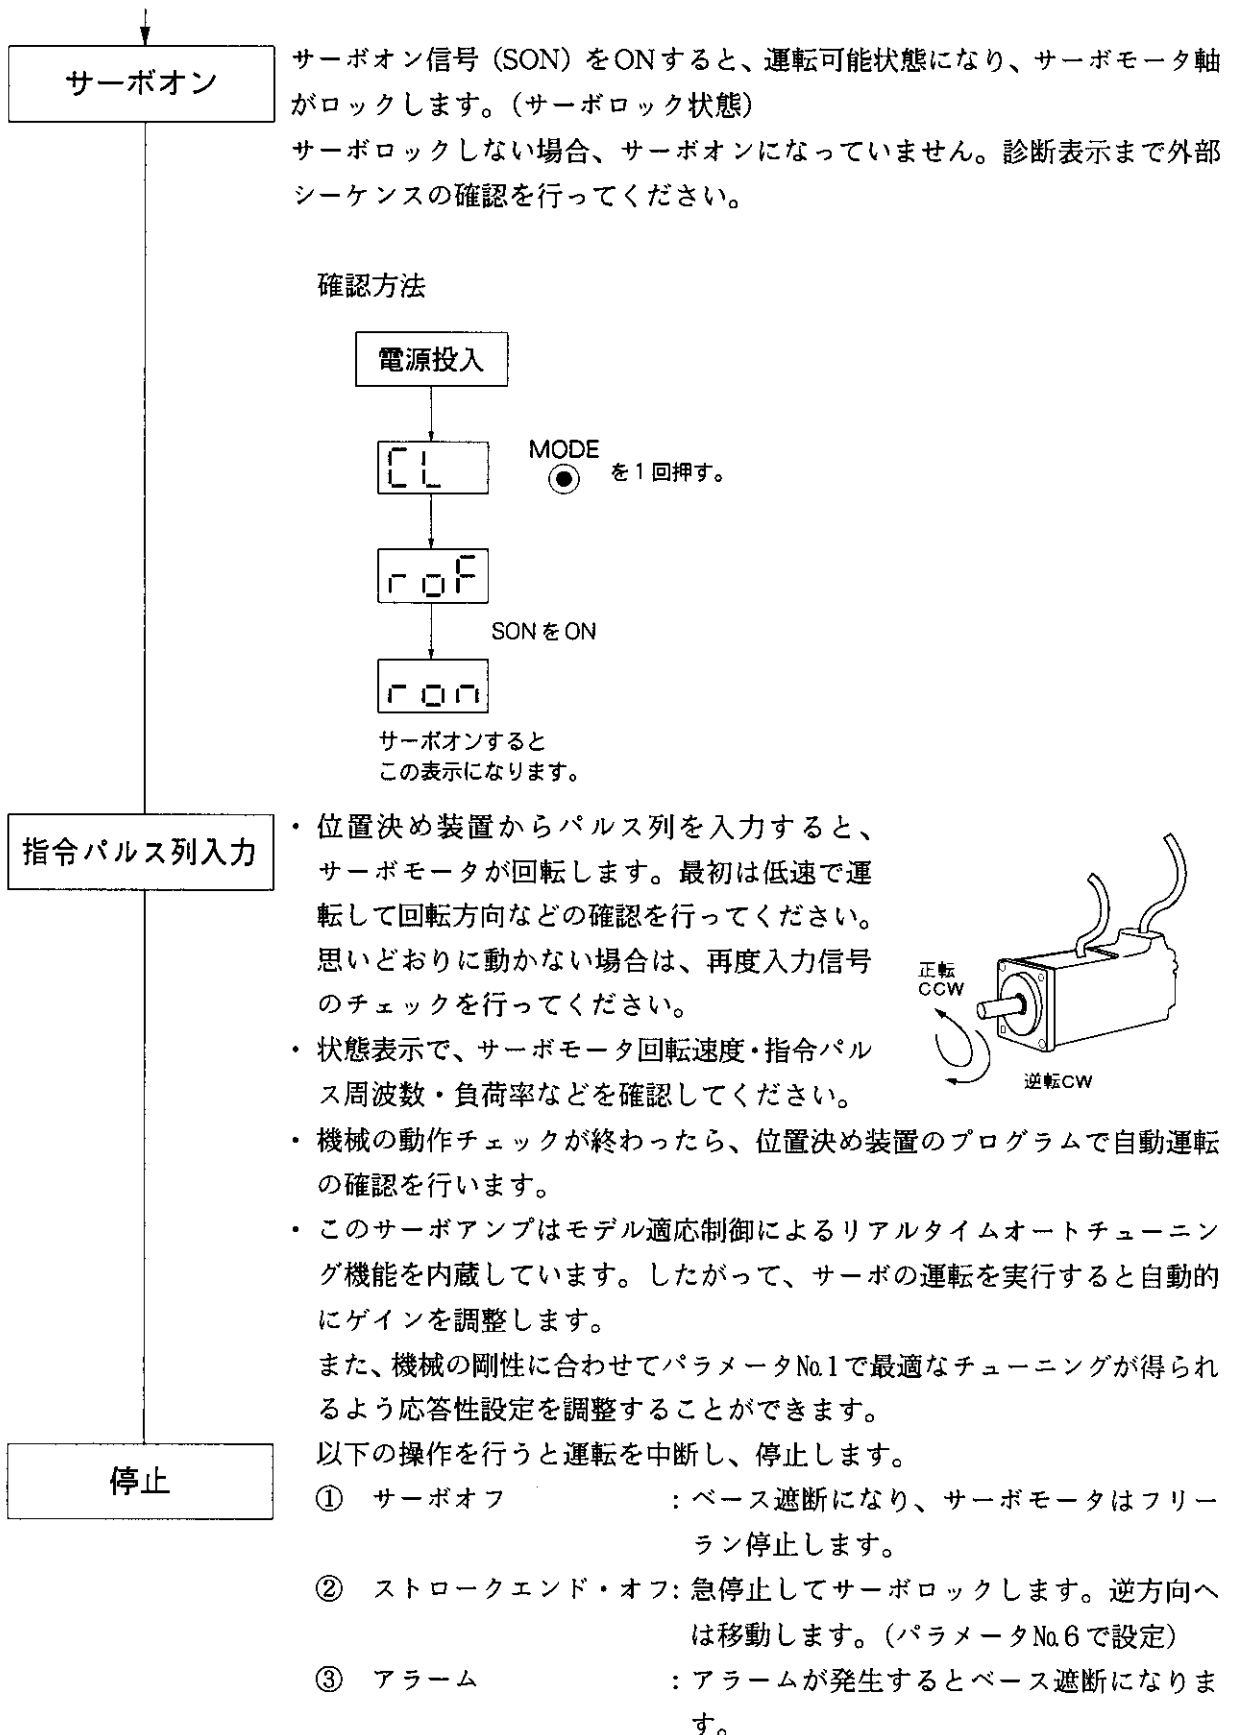 サーボオン
サーボオン信号（SON）をONすると、運転可能状態になり、サーボモータ軸
がロックします。（サーボロック状態）
サーボロックしない場合、サーボオンになっていません。診断表示まで外部
シーケンスの確認を行ってください。
確認方法
電源投入
CL
MODE
を1回押す。
roF
SONをON
ron
サーボオンすると
この表示になります。
指令パルス列入力
・位置決め装置からパルス列を入力すると、
サーボモータが回転します。最初は低速で運
転して回転方向などの確認を行ってください。
思いどおりに動かない場合は、再度入力信号
のチェックを行ってください。
・状態表示で、サーボモータ回転速度・指令パル
ス周波数・負荷率などを確認してください。
正転
CCW
逆転CW
・機械の動作チェックが終わったら、位置決め装置のプログラムで自動運転
の確認を行います。
・このサーボアンプはモデル適応制御によるリアルタイムオートチューニン
グ機能を内蔵しています。したがって、サーボの運転を実行すると自動的
にゲインを調整します。
また、機械の剛性に合わせてパラメータ№1で最適なチューニングが得られ
るよう応答性設定を調整することができます。
停止
以下の操作を行うと運転を中断し、停止します。
① サーボオフ ：ベース遮断になり、サーボモータはフリー
ラン停止します。
② ストロークエンド・オフ：急停止してサーボロックします。逆方向へ
は移動します。（パラメータ№6で設定）
③ アラーム ：アラームが発生するとベース遮断になりま
す。